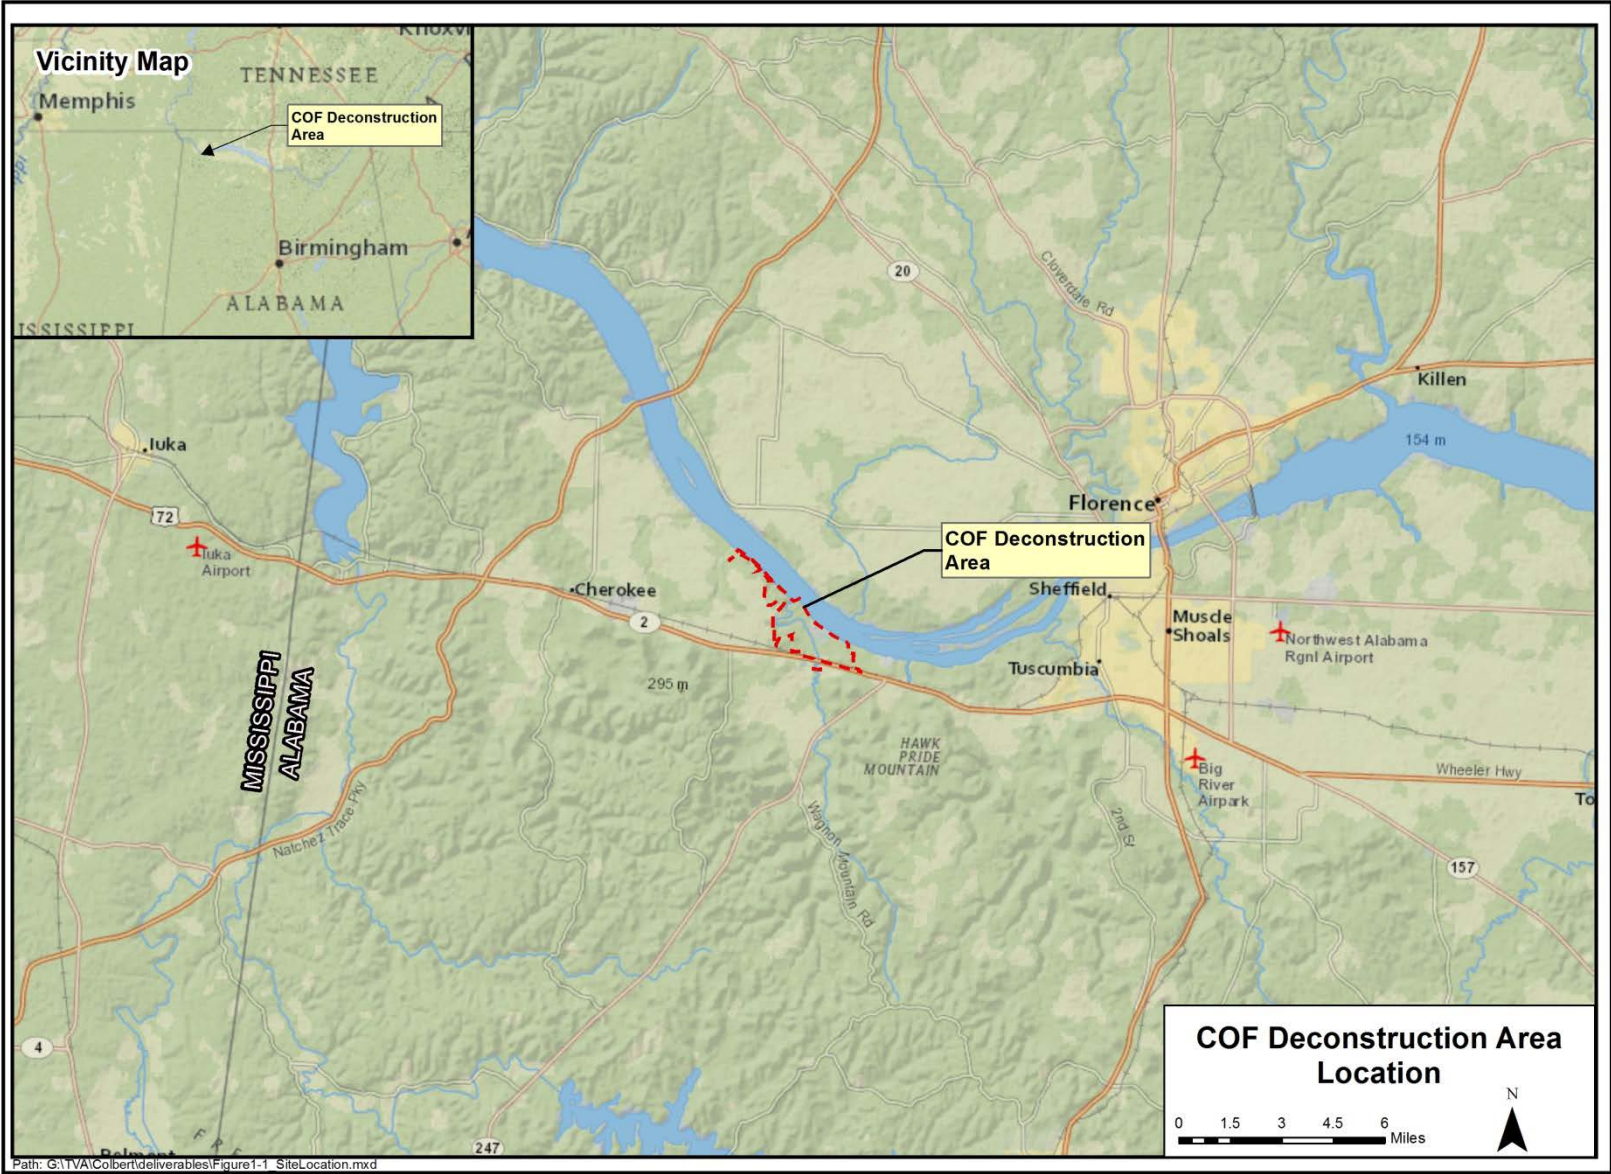 Vicinity Map
TENNESSEE
Memphis
COF Deconstruction
Area
Birmingham
ALABAMA
20
Cloverdale Rd
Killen
154 m
Iuka
72
Iuka
Airport
Florence
COF Deconstruction
Area
Cherokee
2
Sheffield
Muscle
Shoals
Northwest Alabama
Rgnl Airport
Tuscumbia
295 m
MISSISSIPPI
ALABAMA
HAWK
PRIDE
MOUNTAIN
Big
River
Airpark
Wheeler Hwy
To
Natchez Trace Pky
Wagnon Mountain Rd
2nd St
157
4
247
COF Deconstruction Area
Location
N
0 1.5 3 4.5 6
Miles
Path: G:\TVA\Colbert\deliverables\Figure1-1_SiteLocation.mxd